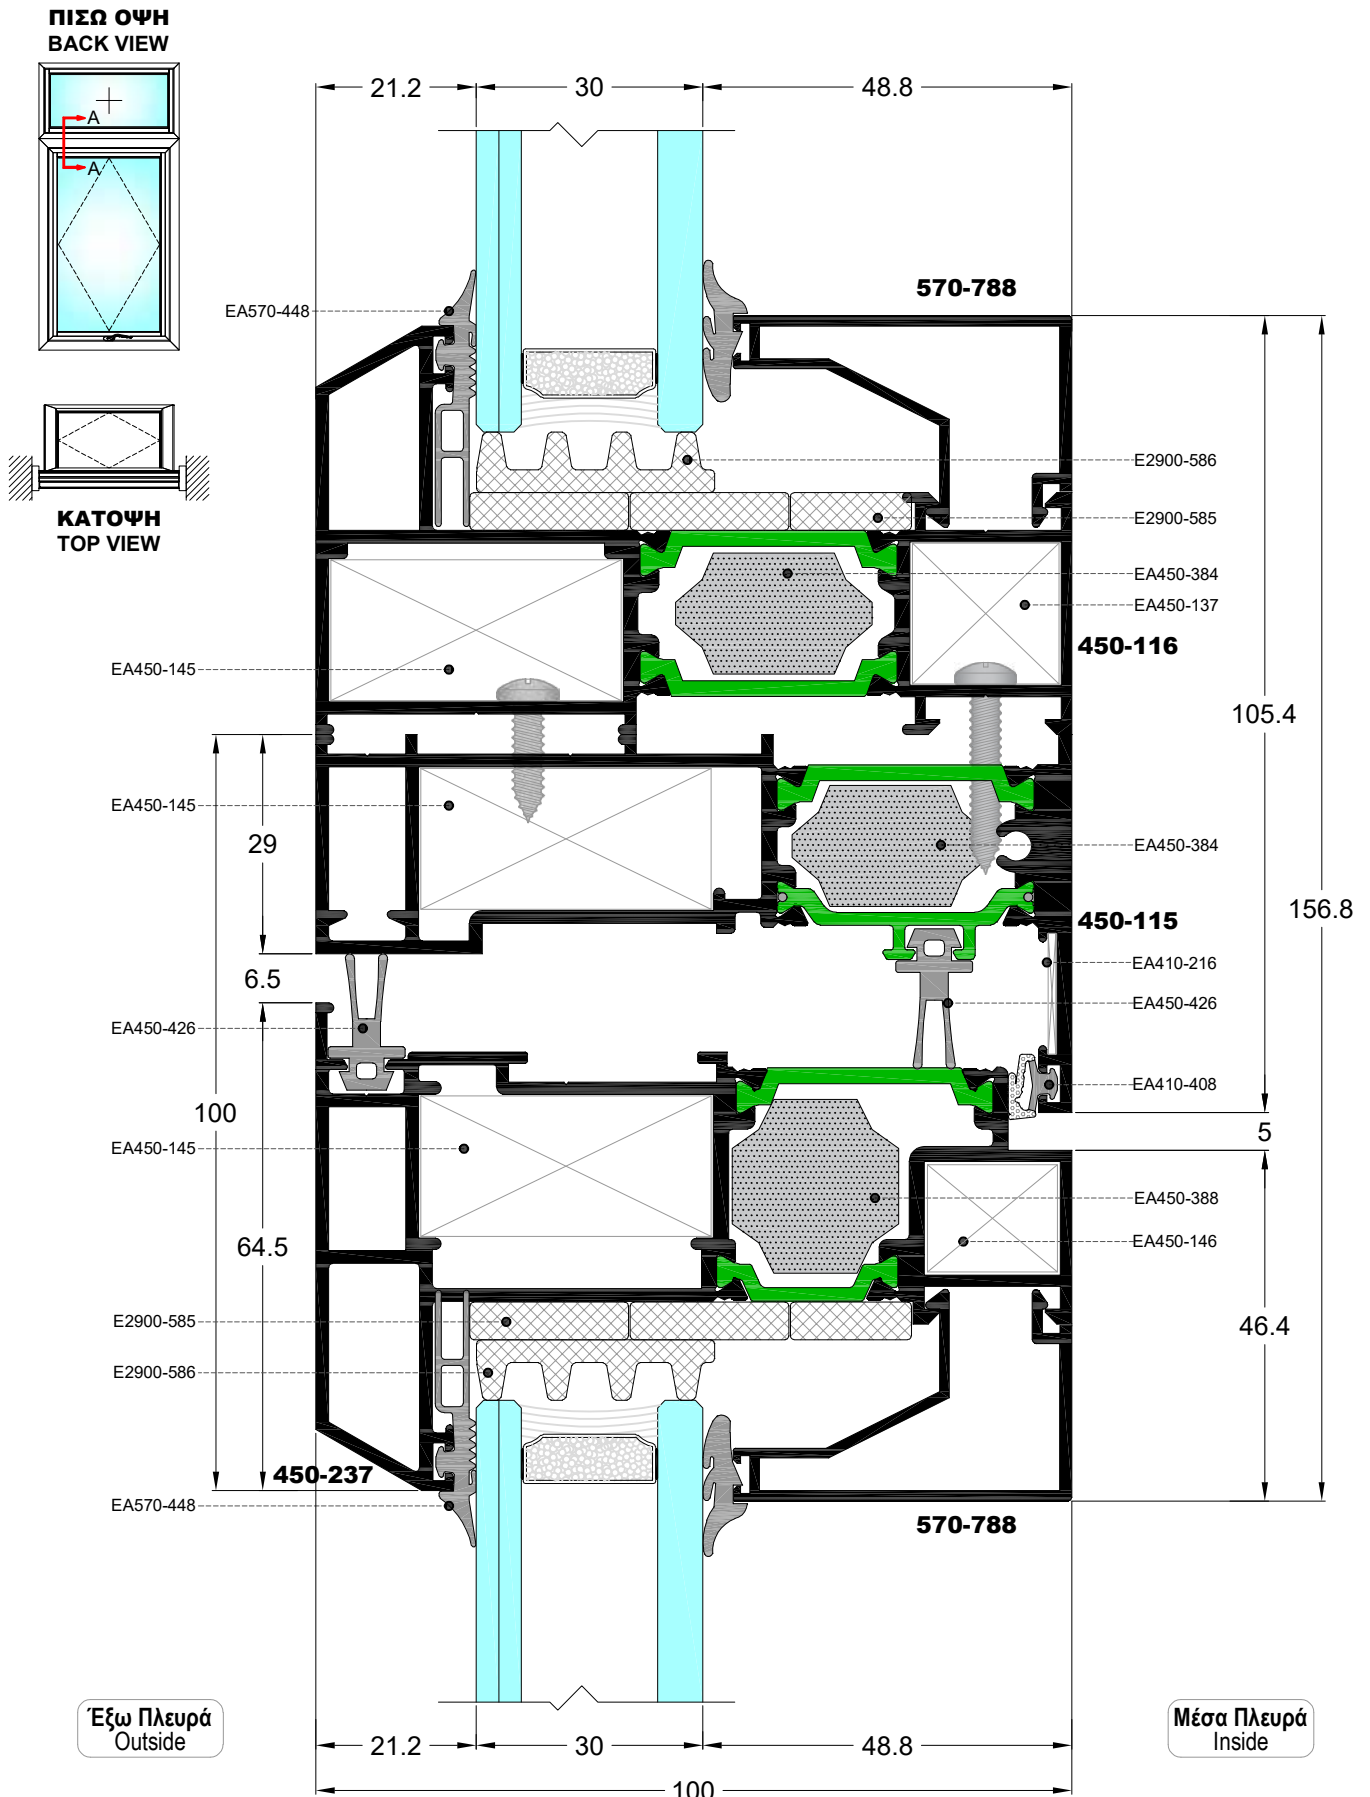 ΠΙΣΩ ΟΨΗ
BACK VIEW
A
A
ΚΑΤΟΨΗ
TOP VIEW
21.2
30
48.8
EA570-448
570-788
E2900-586
E2900-585
EA450-384
EA450-137
450-116
EA450-145
105.4
EA450-145
29
EA450-384
156.8
450-115
EA410-216
6.5
EA450-426
EA450-426
EA410-408
100
5
EA450-145
EA450-388
EA450-146
64.5
E2900-585
46.4
E2900-586
450-237
EA570-448
570-788
Έξω Πλευρά
Outside
Μέσα Πλευρά
Inside
21.2
30
48.8
100